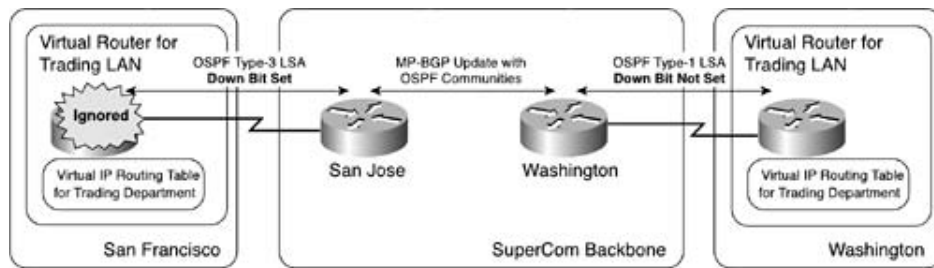 Virtual Router for
Trading LAN
Ignored
Virtual IP Routing Table
for Trading Department
San Francisco
OSPF Type-3 LSA
Down Bit Set
MP-BGP Update with
OSPF Communities
OSPF Type-1 LSA
Down Bit Not Set
San Jose
Washington
SuperCom Backbone
Virtual Router for
Trading LAN
Virtual IP Routing Table
for Trading Department
Washington